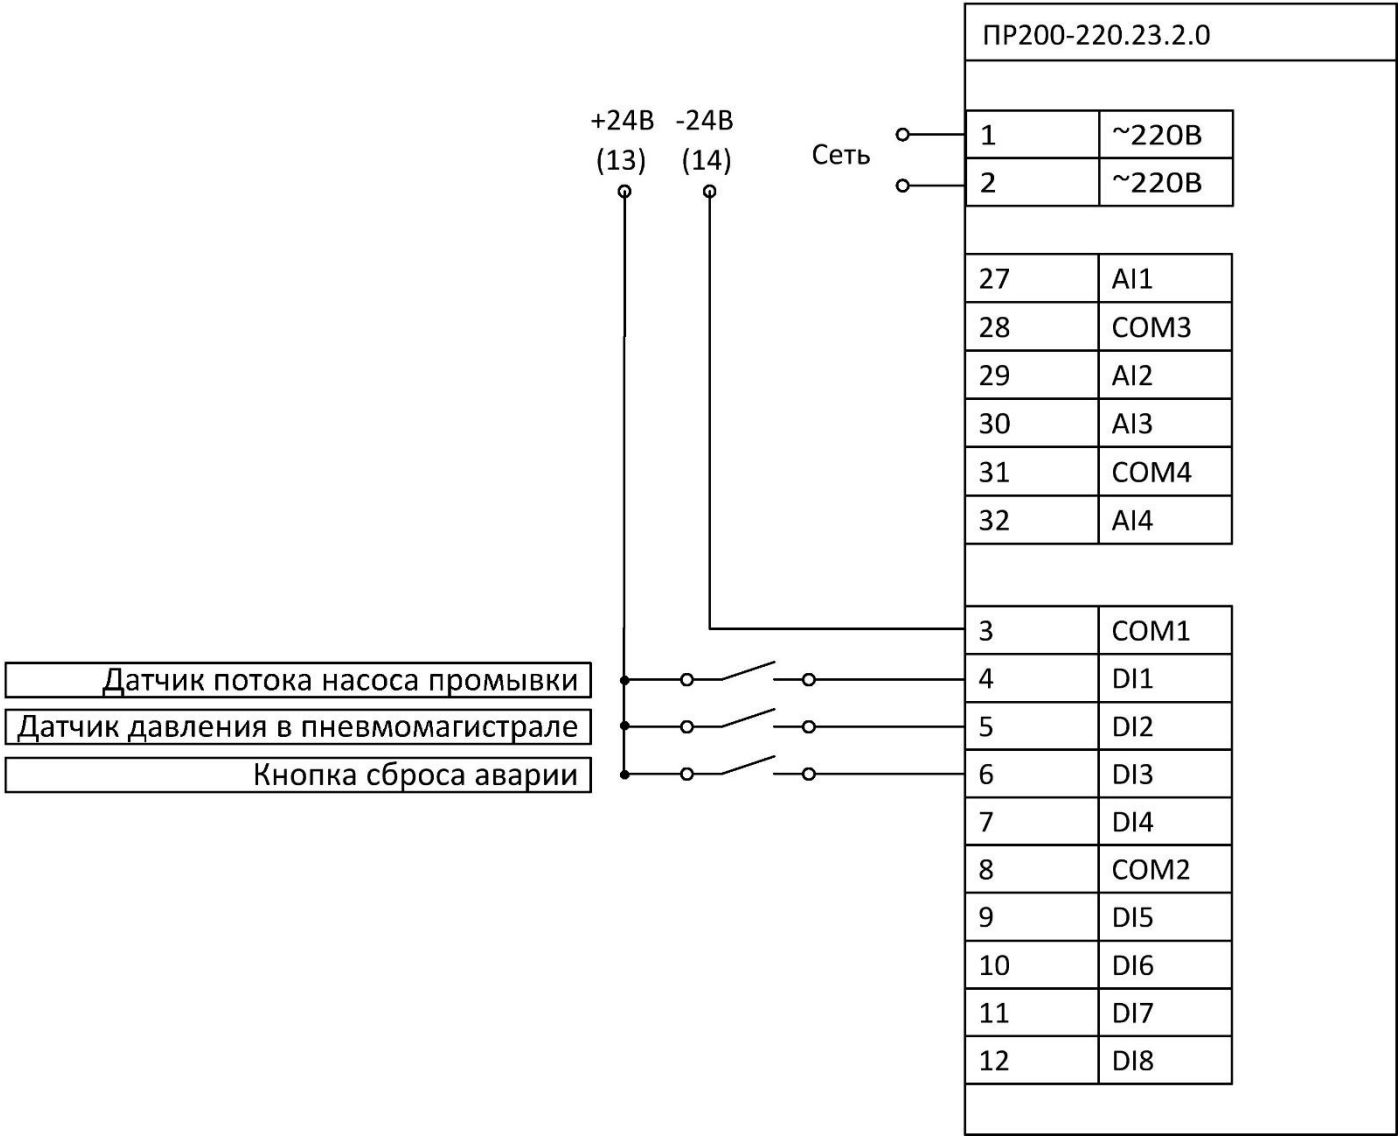 ПР200-220.23.2.0
+24В -24В
(13) (14)
Сеть
1 ~220В
2 ~220В
27 AI1
28 COM3
29 AI2
30 AI3
31 COM4
32 AI4
3 COM1
Датчик потока насоса промывки 4 DI1
Датчик давления в пневмомагистрале 5 DI2
Кнопка сброса аварии 6 DI3
7 DI4
8 COM2
9 DI5
10 DI6
11 DI7
12 DI8